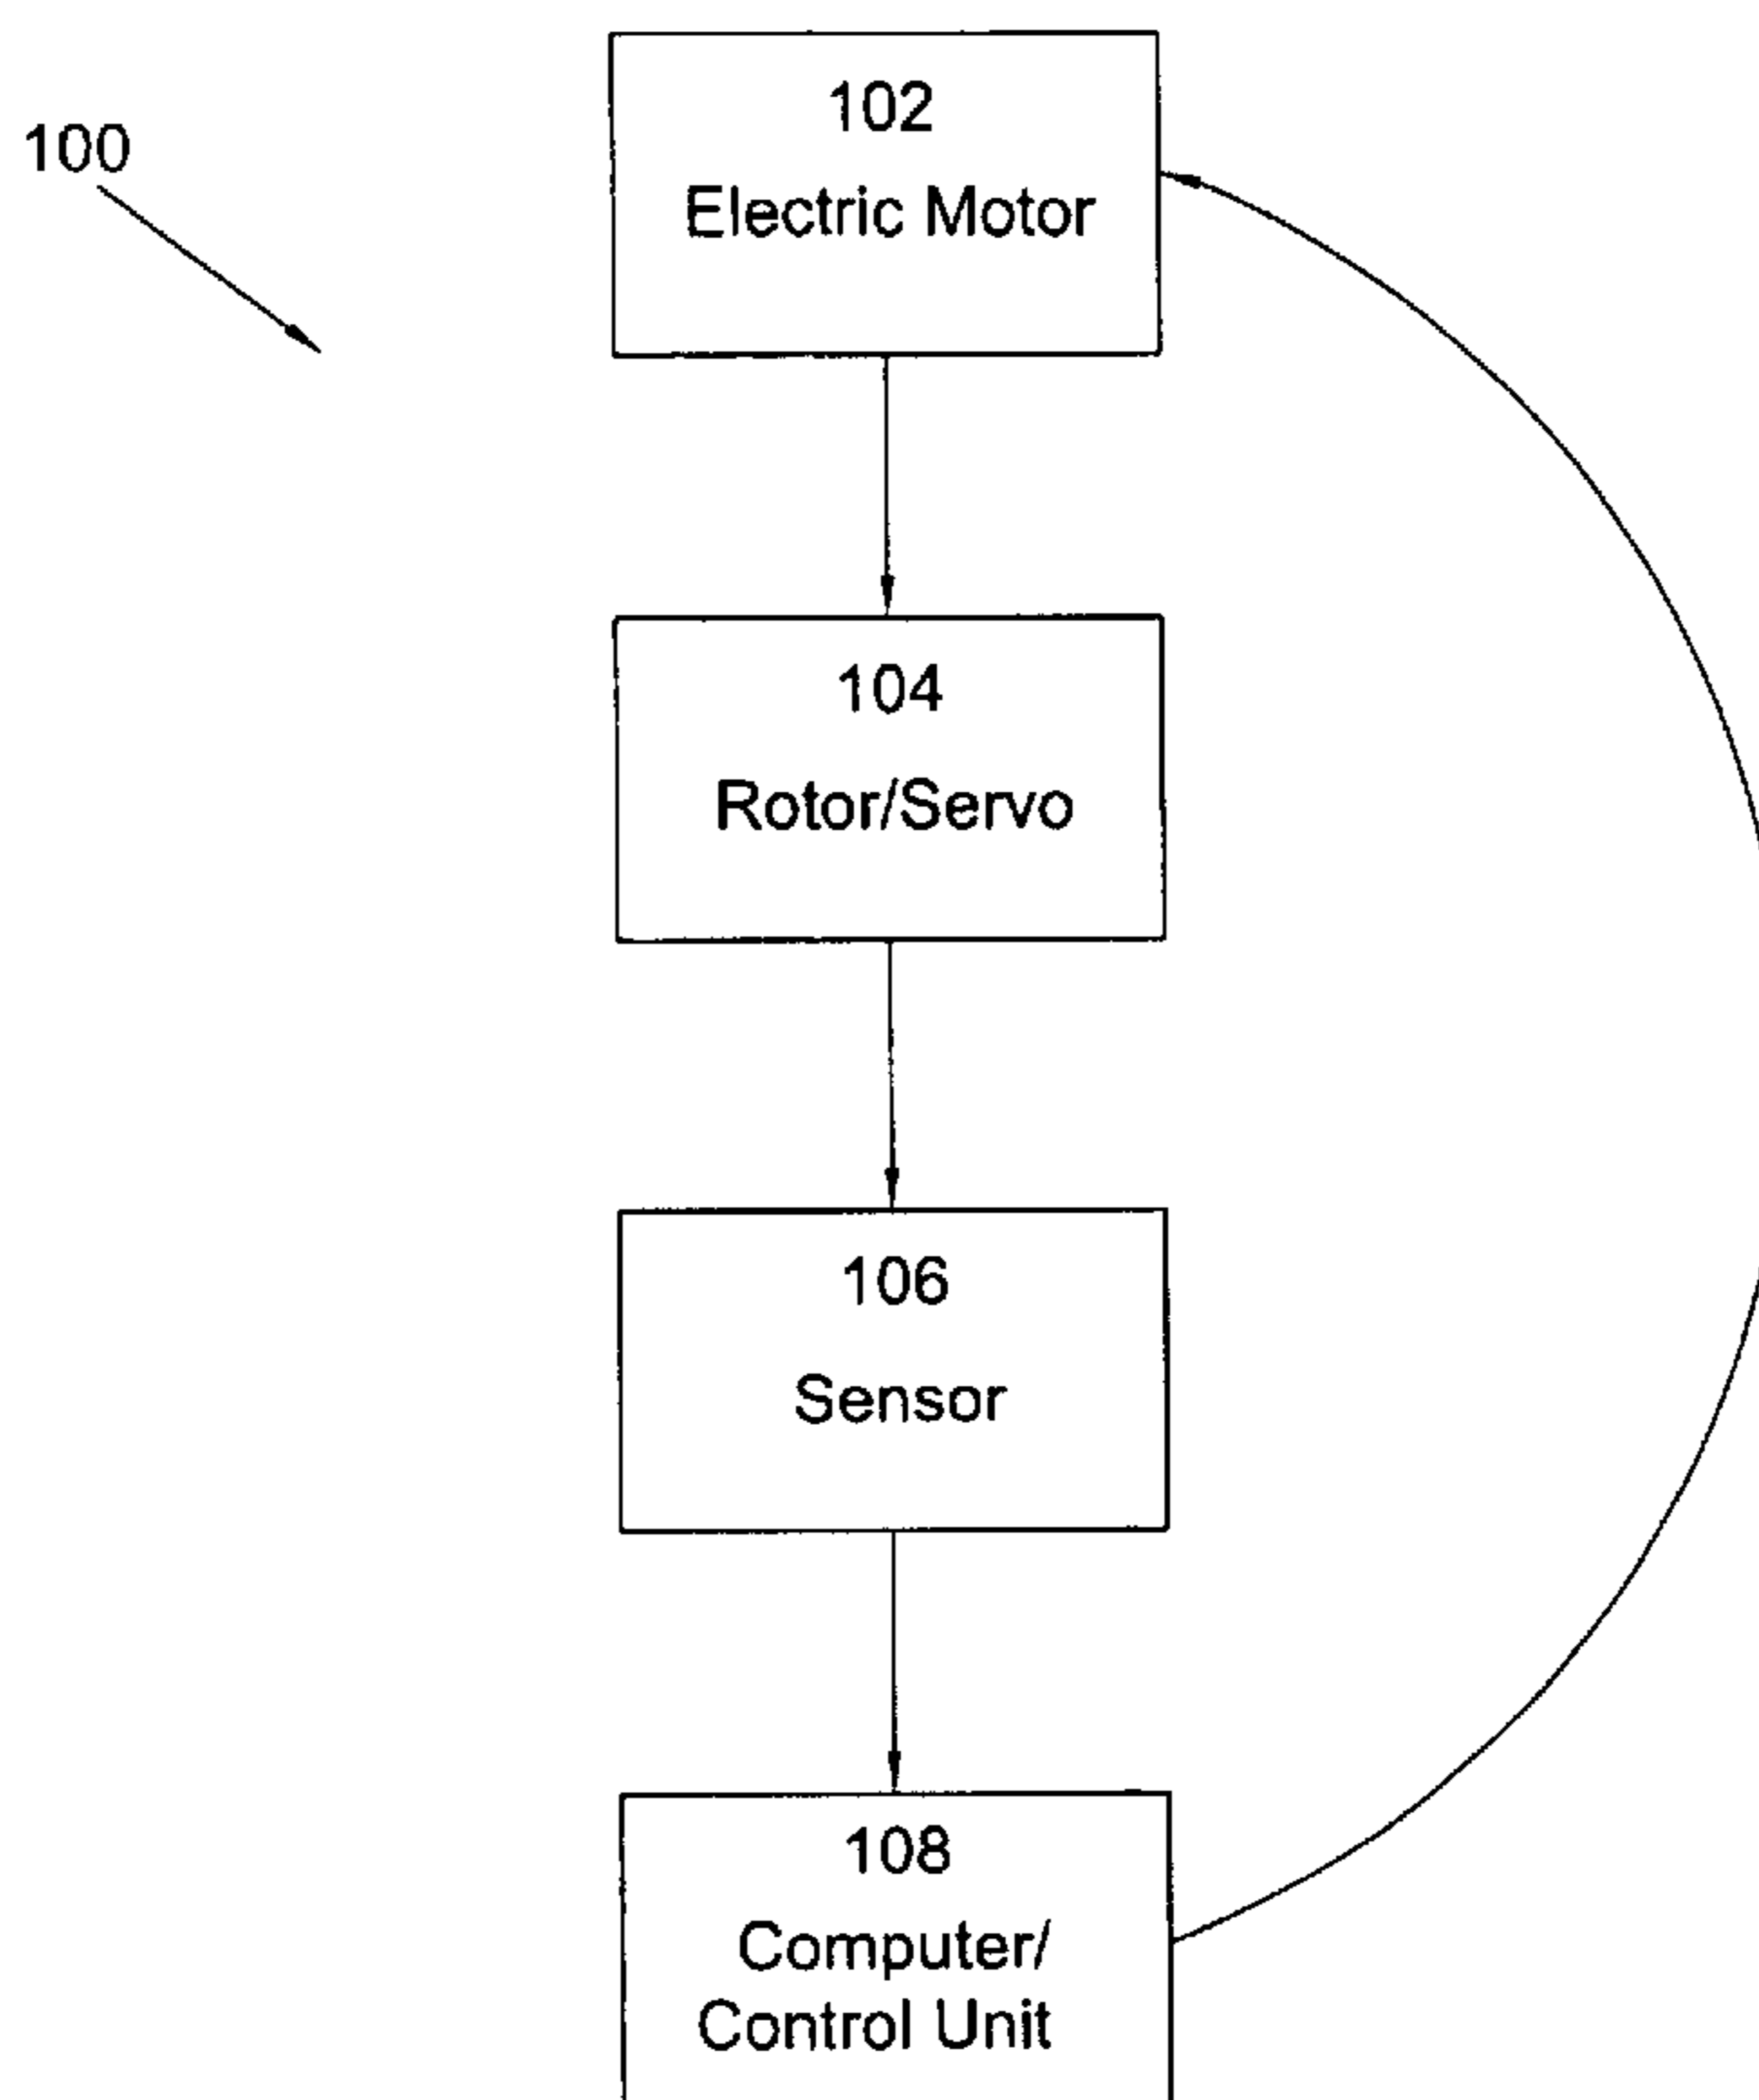 100
102
Electric Motor
104
Rotor/Servo
106
Sensor
108
Computer/
Control Unit